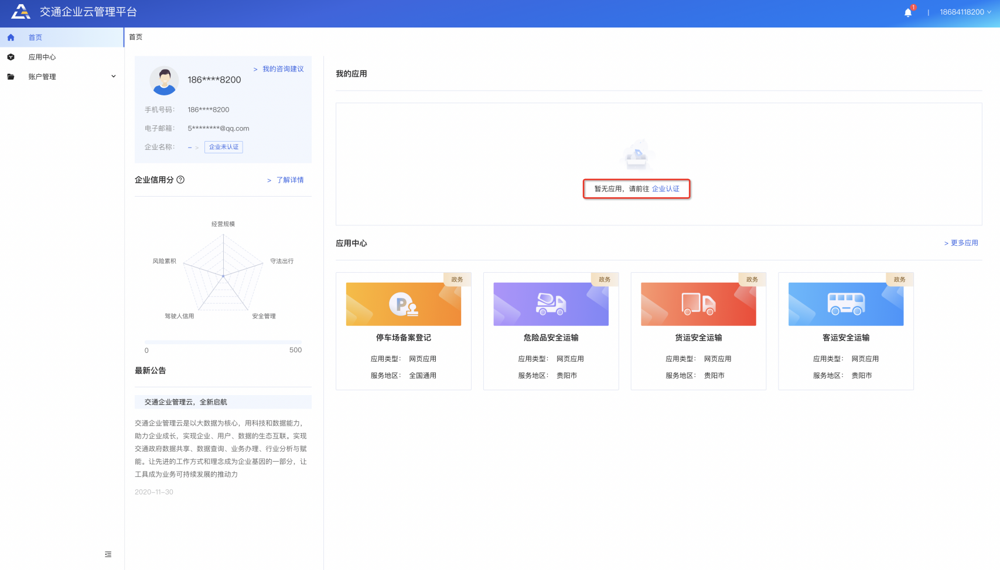 交通企业云管理平台
1
|
18684118200
首页
应用中心
账户管理
首页
> 我的咨询建议
186****8200
手机号码： 186****8200
电子邮箱： 5********@qq.com
企业名称： – > 企业未认证
企业信用分 ?
> 了解详情
经营规模
守法出行
安全管理
驾驶人信用
风险累积
0
500
最新公告
交通企业管理云，全新启航
交通企业管理云是以大数据为核心，用科技和数据能力，
助力企业成长，实现企业、用户、数据的生态互联。实现
交通政府数据共享、数据查询、业务办理、行业分析与赋
能。让先进的工作方式和理念成为企业基因的一部分，让
工具成为业务可持续发展的推动力
2020-11-30
我的应用
暂无应用，请前往 企业认证
应用中心
> 更多应用
政务
P
停车场备案登记
应用类型： 网页应用
服务地区： 全国通用
政务
危险品安全运输
应用类型： 网页应用
服务地区： 贵阳市
政务
货运安全运输
应用类型： 网页应用
服务地区： 贵阳市
政务
客运安全运输
应用类型： 网页应用
服务地区： 贵阳市